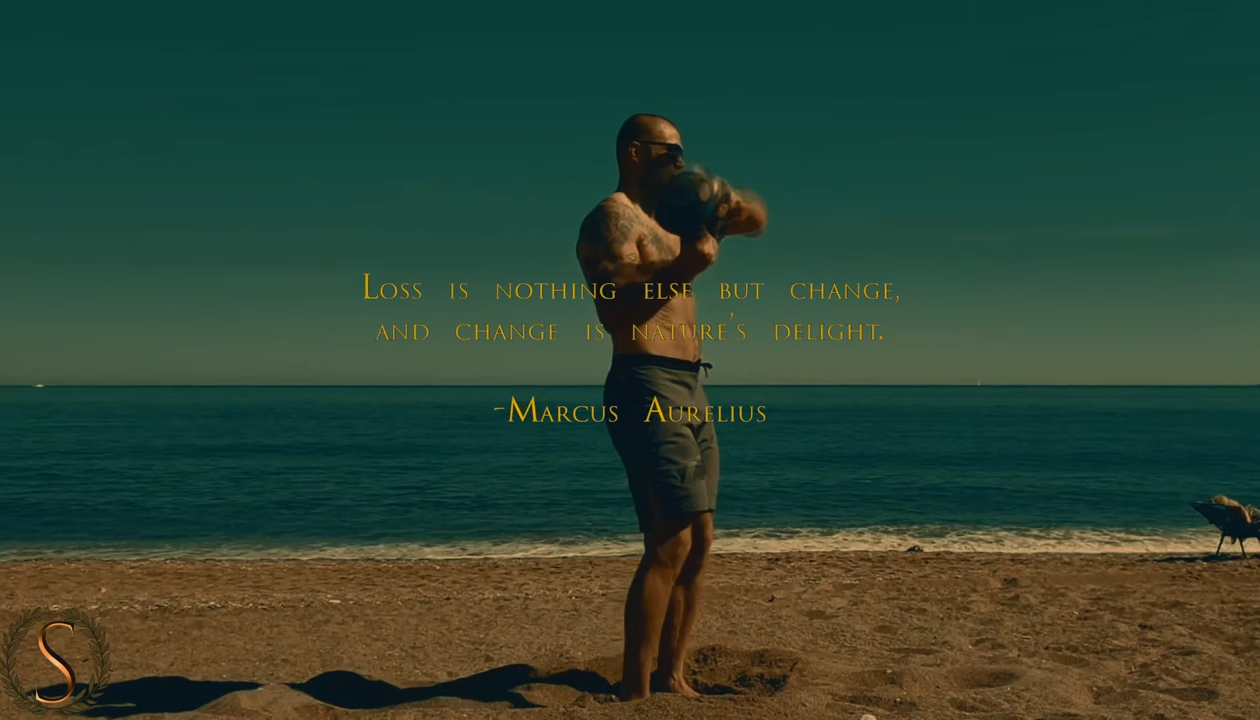 Loss is nothing else but change,
and change is nature's delight.
-Marcus Aurelius
S